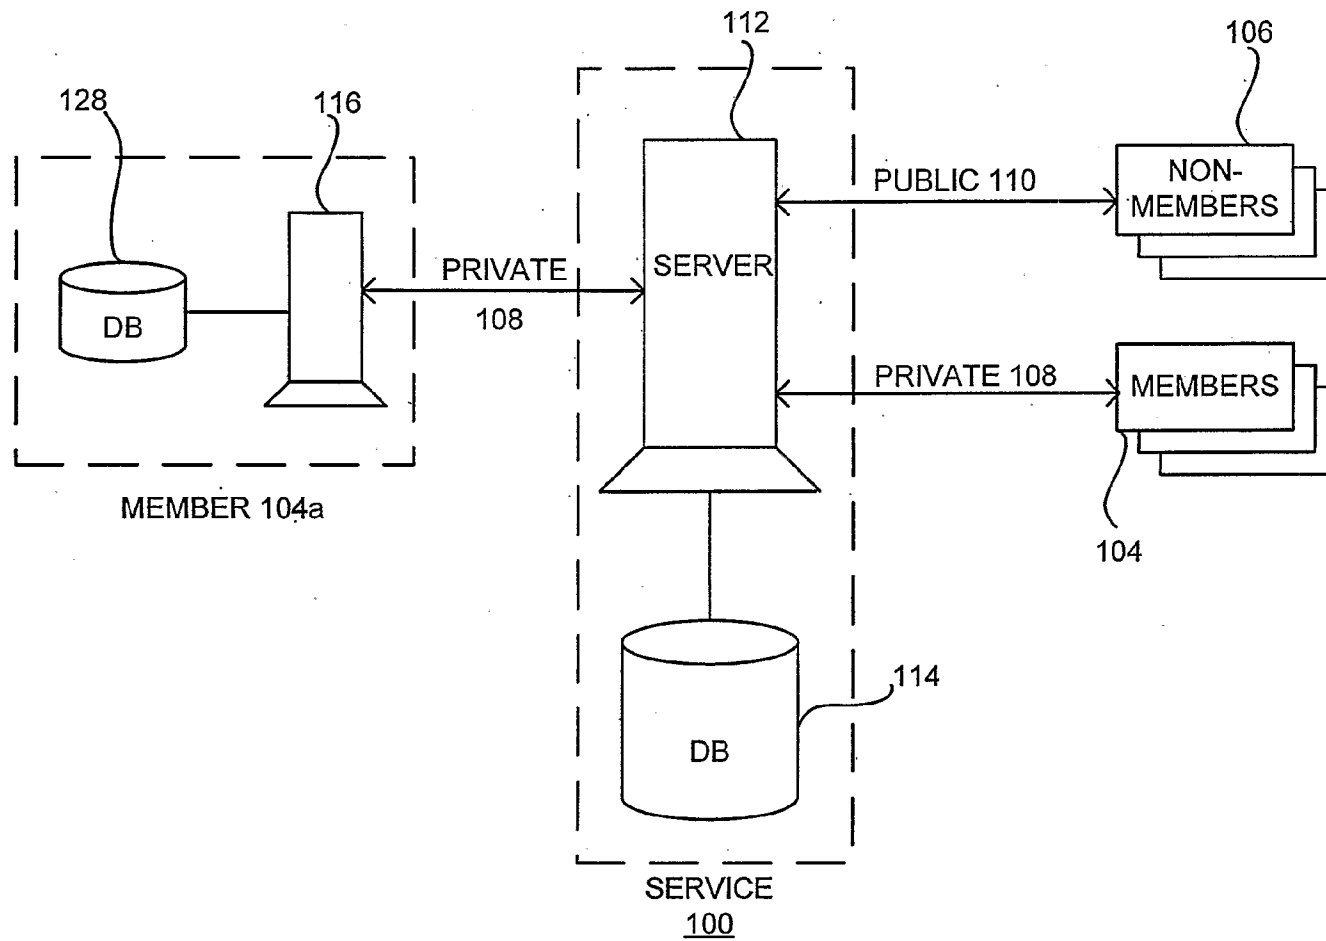 112
106
128
116
NON-
MEMBERS
PUBLIC 110
SERVER
PRIVATE
108
DB
PRIVATE 108
MEMBERS
MEMBER 104a
104
114
DB
SERVICE
100